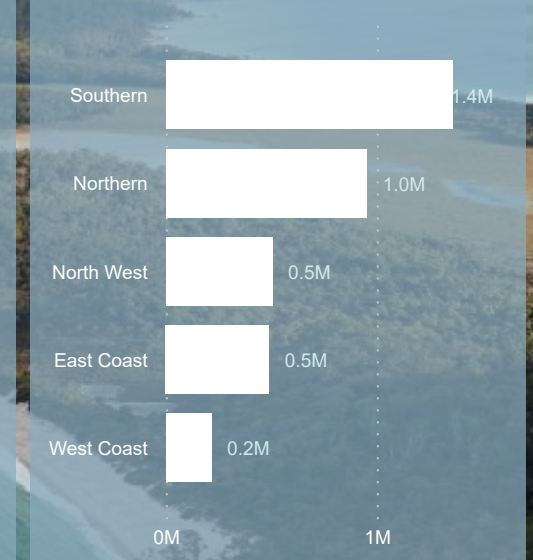 Southern 1.4M
Northern 1.0M
North West 0.5M
East Coast 0.5M
West Coast 0.2M
0M 1M